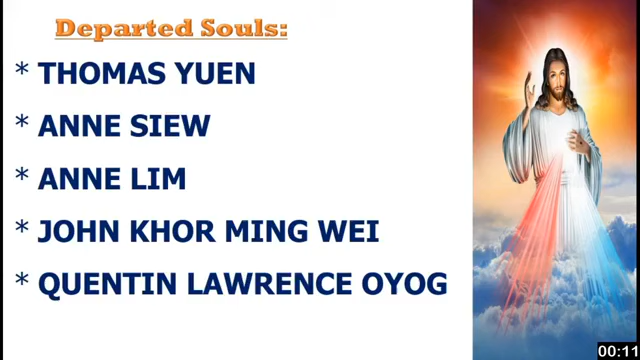 Departed Souls:
* THOMAS YUEN
* ANNE SIEW
* ANNE LIM
* JOHN KHOR MING WEI
* QUENTIN LAWRENCE OYOG
00:11